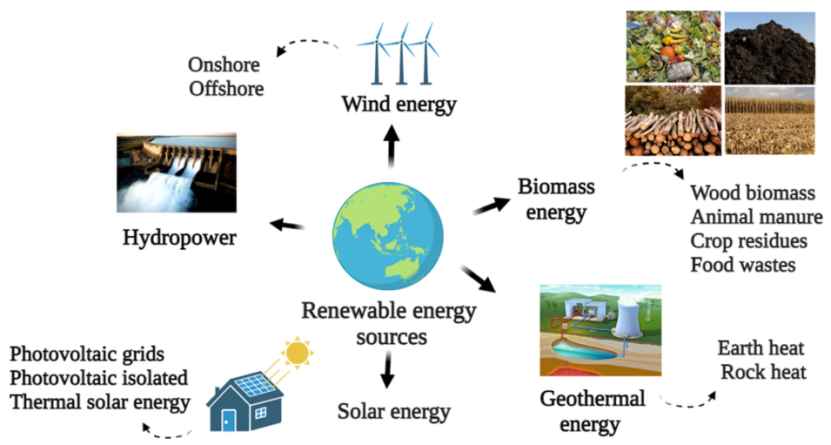 Onshore
Offshore
Wind energy
Hydropower
Biomass
energy
Wood biomass
Animal manure
Crop residues
Food wastes
Renewable energy
sources
Photovoltaic grids
Photovoltaic isolated
Thermal solar energy
Solar energy
Geothermal
energy
Earth heat
Rock heat